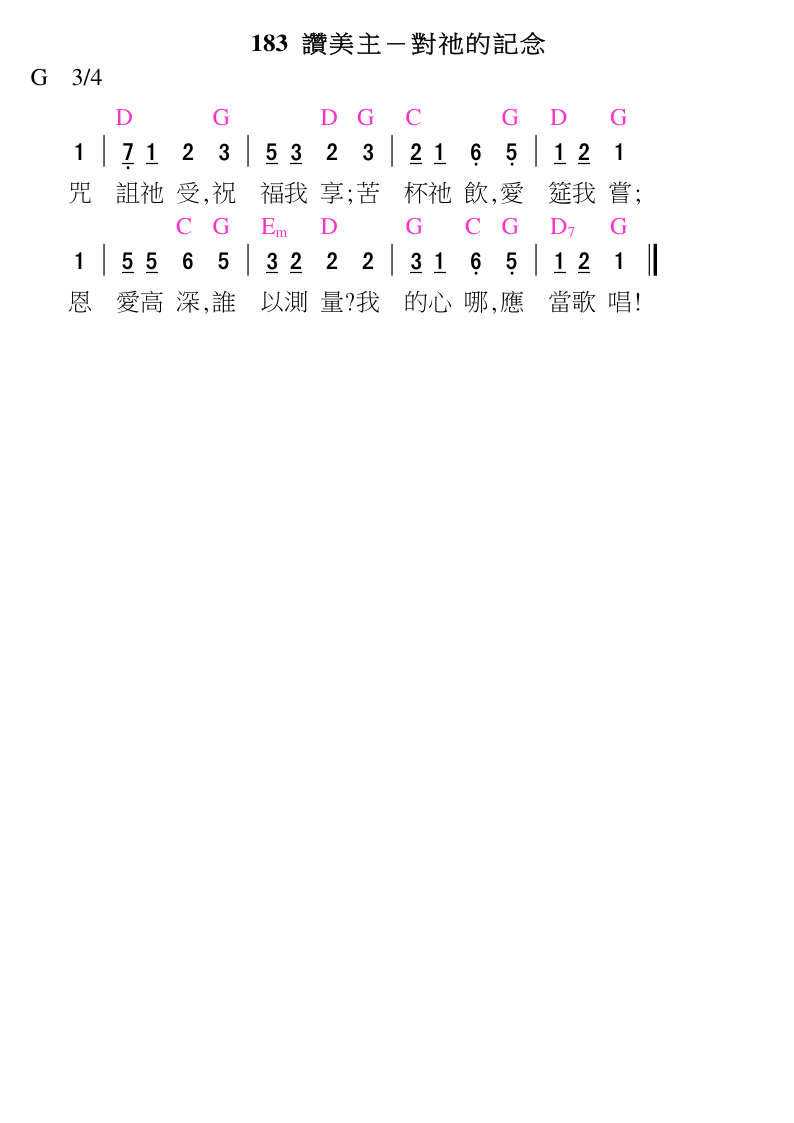 183 讚美主－對祂的記念
G 3/4
D G D G C G D G
1 | 7 1 2 3 | 5 3 2 3 | 2 1 6 5 | 1 2 1
咒 詛祂 受,祝 福我 享;苦 杯祂 飲,愛 筵我 嘗;
C G Em D G C G D7 G
1 | 5 5 6 5 | 3 2 2 2 | 3 1 6 5 | 1 2 1 ‖
恩 愛高 深,誰 以測 量?我 的心 哪,應 當歌 唱!